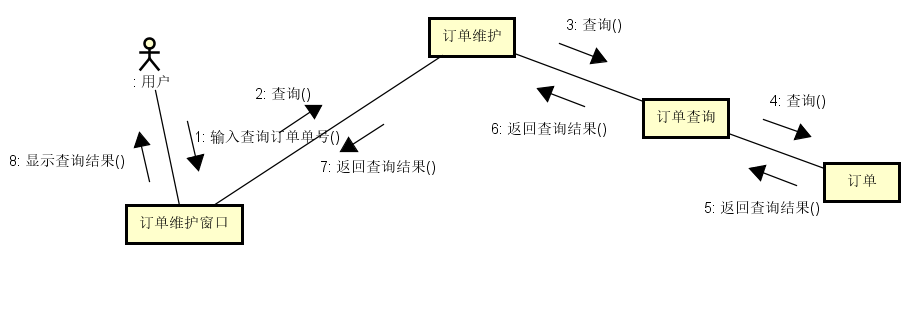 订单维护
3: 查询()
: 用户
2: 查询()
4: 查询()
订单查询
6: 返回查询结果()
1: 输入查询订单单号()
8: 显示查询结果()
7: 返回查询结果()
订单
5: 返回查询结果()
订单维护窗口